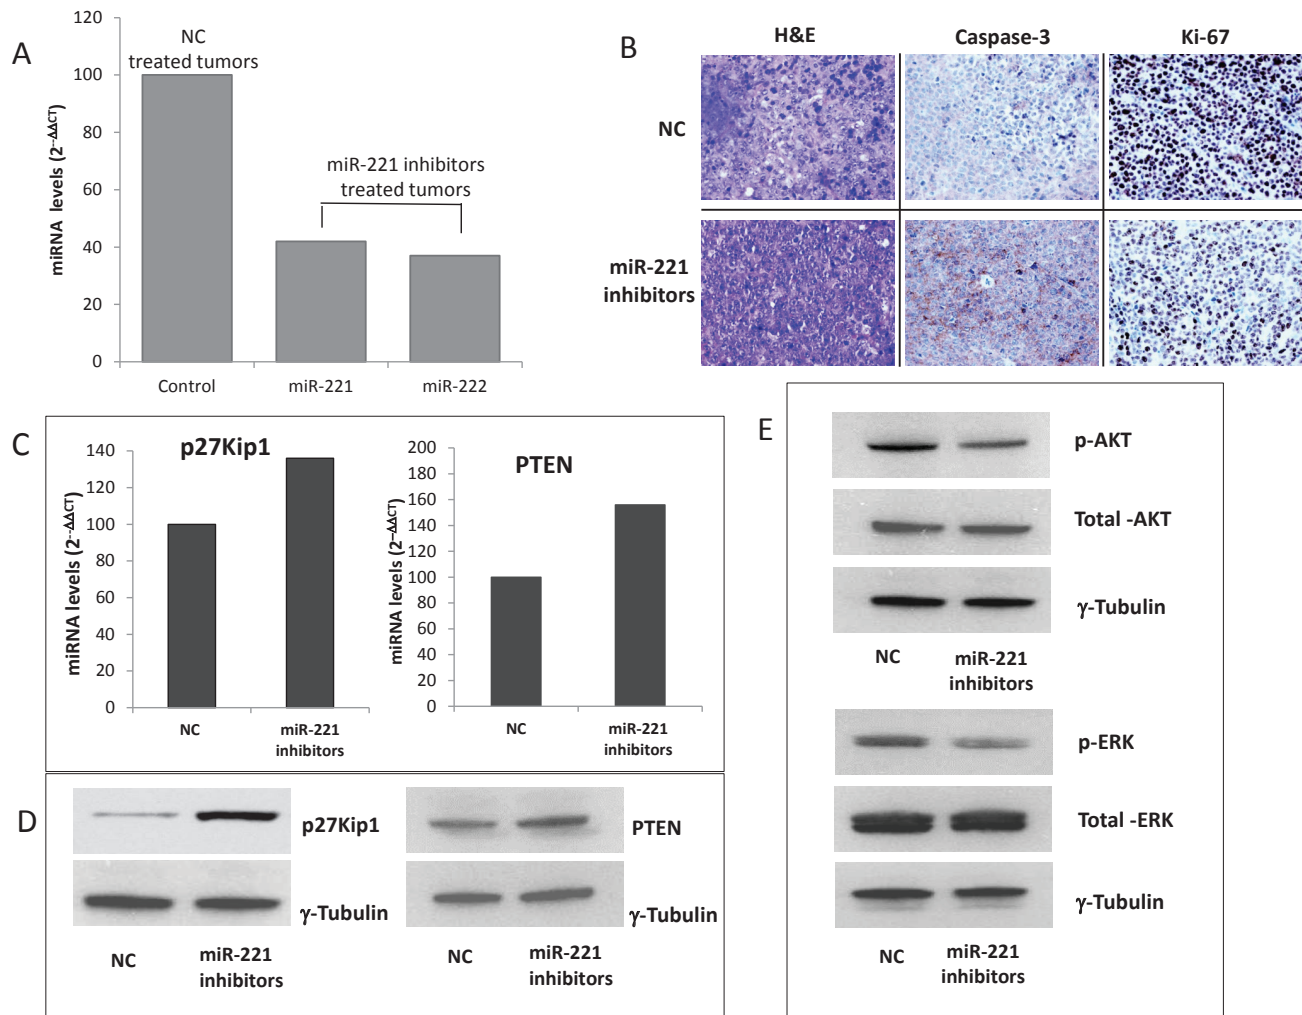 A
NC
treated tumors
miRNA levels (2-–ΔΔCT)
120
100
80
60
40
20
0
miR-221 inhibitors
treated tumors
Control
miR-221
miR-222
B
H&E
Caspase-3
Ki-67
NC
miR-221
inhibitors
C
p27Kip1
miRNA levels (2-–ΔΔCT)
140
120
100
80
60
40
20
0
NC
miR-221
inhibitors
PTEN
miRNA levels (2–ΔΔCT)
200
180
160
140
120
100
80
60
40
20
0
NC
miR-221
inhibitors
D
p27Kip1
γ-Tubulin
NC
miR-221
inhibitors
PTEN
γ-Tubulin
NC
miR-221
inhibitors
E
p-AKT
Total -AKT
γ-Tubulin
NC
miR-221
inhibitors
p-ERK
Total -ERK
γ-Tubulin
NC
miR-221
inhibitors